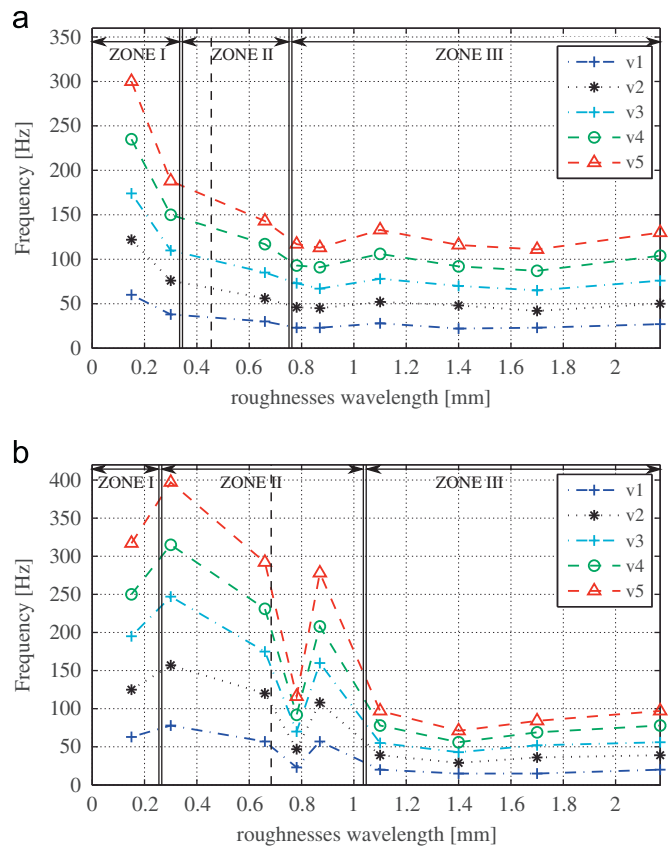 a
350
ZONE I
ZONE II
ZONE III
300
v1
v2
250
v3
v4
200
v5
150
100
50
0
Frequency [Hz]
0
0.2
0.4
0.6
0.8
1
1.2
1.4
1.6
1.8
2
roughnesses wavelength [mm]
b
400
ZONE I
ZONE II
ZONE III
350
v1
v2
300
v3
v4
250
v5
200
150
100
50
0
Frequency [Hz]
0
0.2
0.4
0.6
0.8
1
1.2
1.4
1.6
1.8
2
roughnesses wavelength [mm]